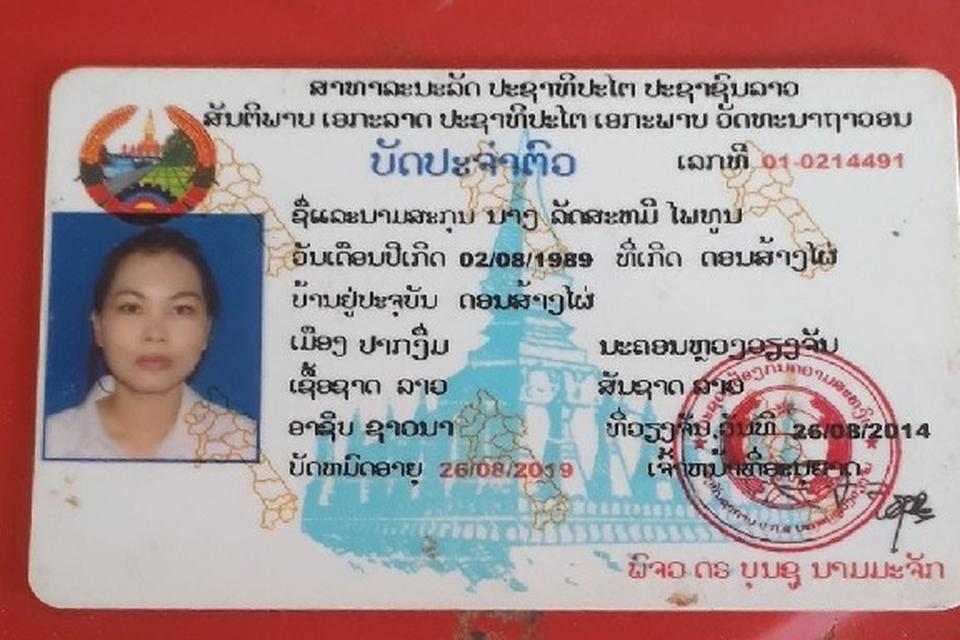 ສາທາລະນະລັດ ປະຊາທິປະໄຕ ປະຊາຊົນລາວ
ສັນຕິພາບ ເອກະລາດ ປະຊາທິປະໄຕ ເອກະພາບ ວັດທະນາຖາວອນ
ບັດປະຈຳຕົວ
ເລກທີ 01-0214491
ຊື່ແລະນາມສະກຸນ ນາງ ລັດສະຫມີ ໄພທູນ
ວັນເດືອນປີເກີດ 02/08/1989 ທີ່ເກີດ ດອນສ້າງໄຜ່
ບ້ານຢູ່ປະຈຸບັນ ດອນສ້າງໄຜ່
ເມືອງ ປາກງື່ມ ນະຄອນຫຼວງວຽງຈັນ
ເຊື້ອຊາດ ລາວ ສັນຊາດ ລາວ
ອາຊີບ ຊາວນາ ທີ່ວຽງຈັນ,ວັນທີ 26/08/2014
ບັດຫມົດອາຍຸ 26/08/2019 ເຈົ້າຫນ້າທີ່ອະນຸຍາດ
ພົຈວ ດຣ ບຸນຊູ ນາມມະຈັກ